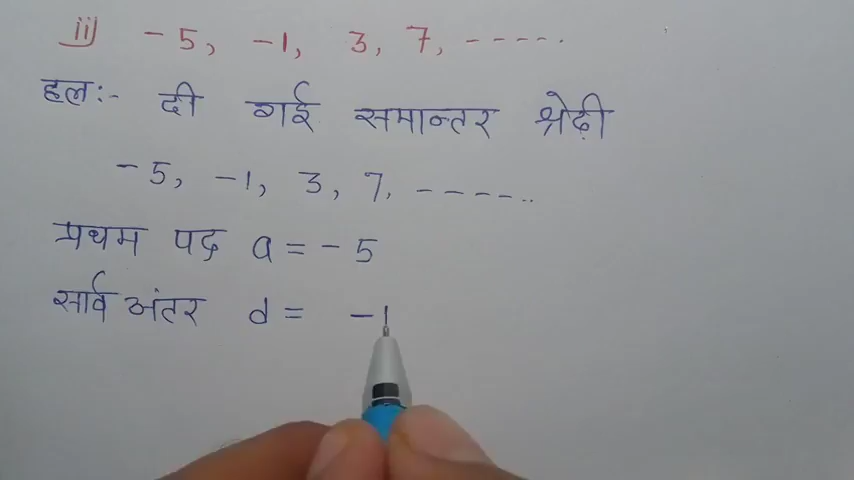 ii) -5, -1, 3, 7, -----.
हल:- दी गई समान्तर श्रेढ़ी
-5, -1, 3, 7, -----..
प्रथम पद a = -5
सार्व अंतर d = -1